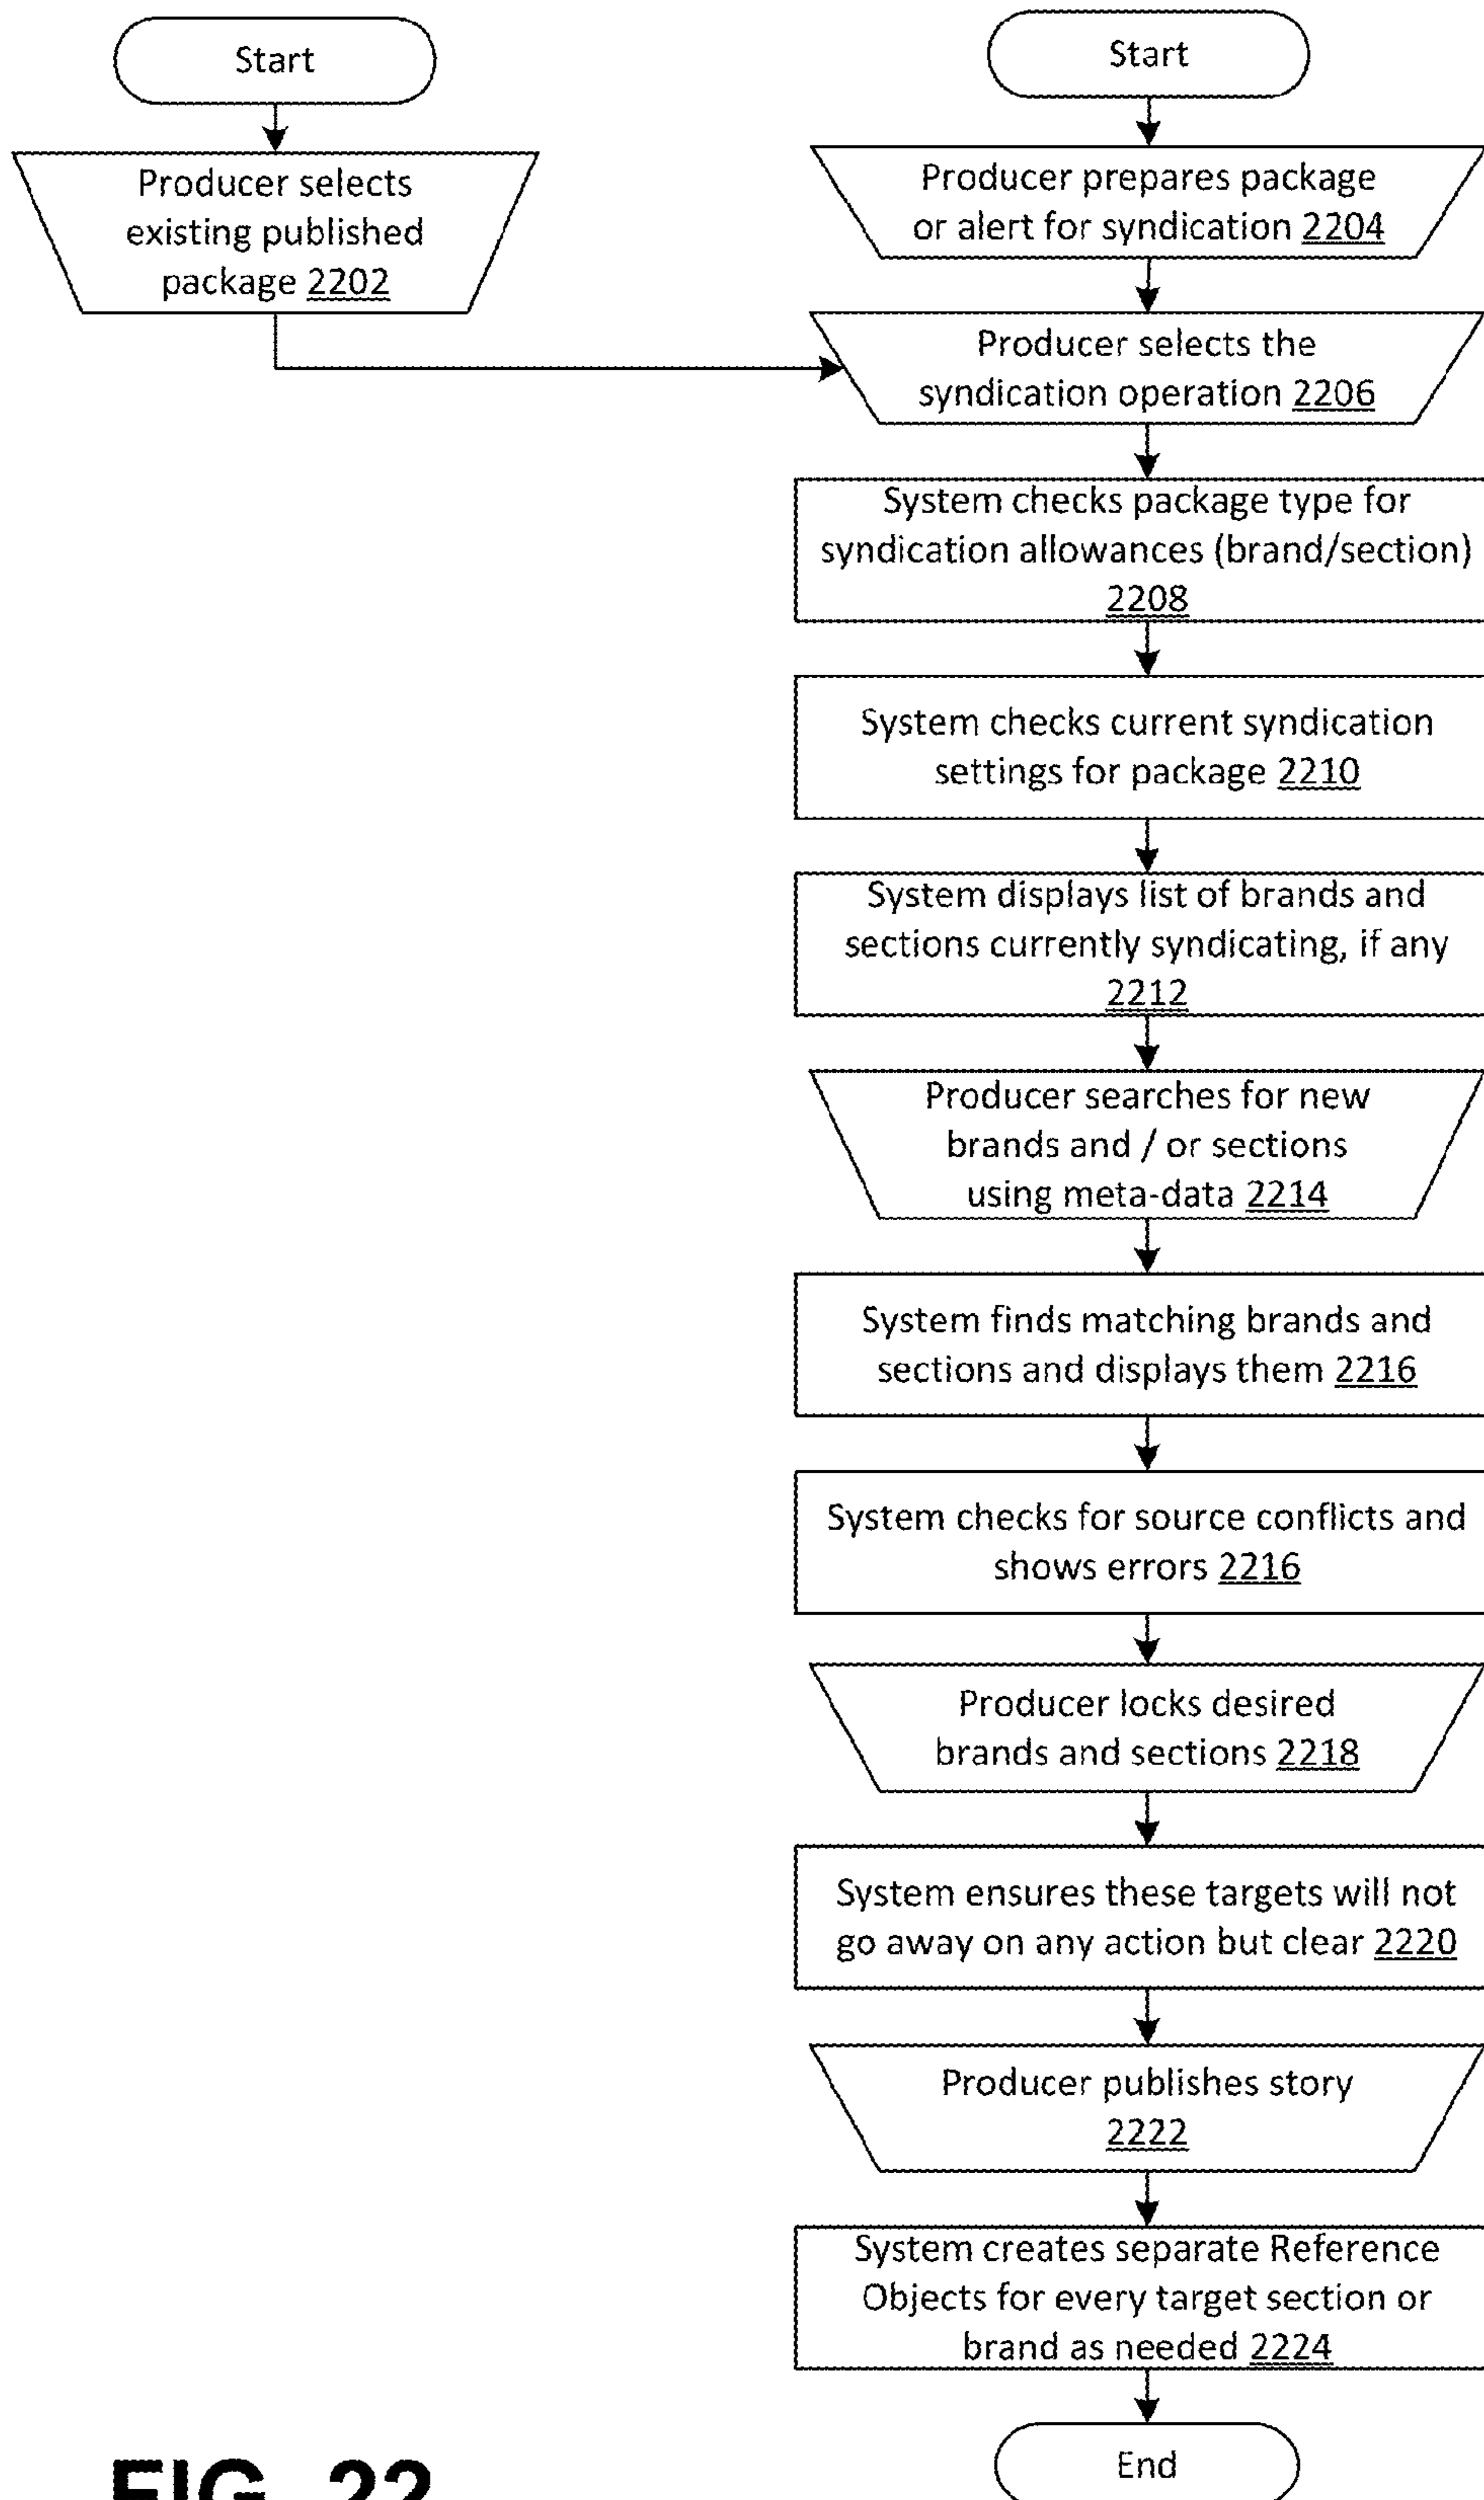 Start
Producer selects
existing published
package 2202
Start
Producer prepares package
or alert for syndication 2204
Producer selects the
syndication operation 2206
System checks package type for
syndication allowances (brand/section)
2208
System checks current syndication
settings for package 2210
System displays list of brands and
sections currently syndicating, if any
2212
Producer searches for new
brands and / or sections
using meta-data 2214
System finds matching brands and
sections and displays them 2216
System checks for source conflicts and
shows errors 2216
Producer locks desired
brands and sections 2218
System ensures these targets will not
go away on any action but clear 2220
Producer publishes story
2222
System creates separate Reference
Objects for every target section or
brand as needed 2224
End
FIG. 22